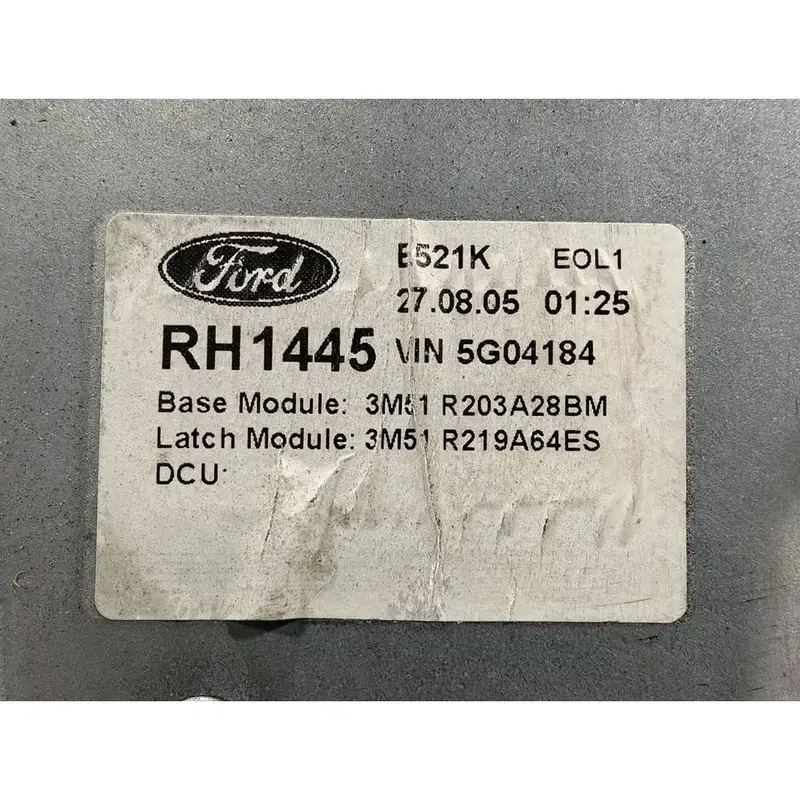 Ford
E521K EOL1
27.08.05 01:25
RH1445 VIN 5G04184
Base Module: 3M51 R203A28BM
Latch Module: 3M51 R219A64ES
DCU: